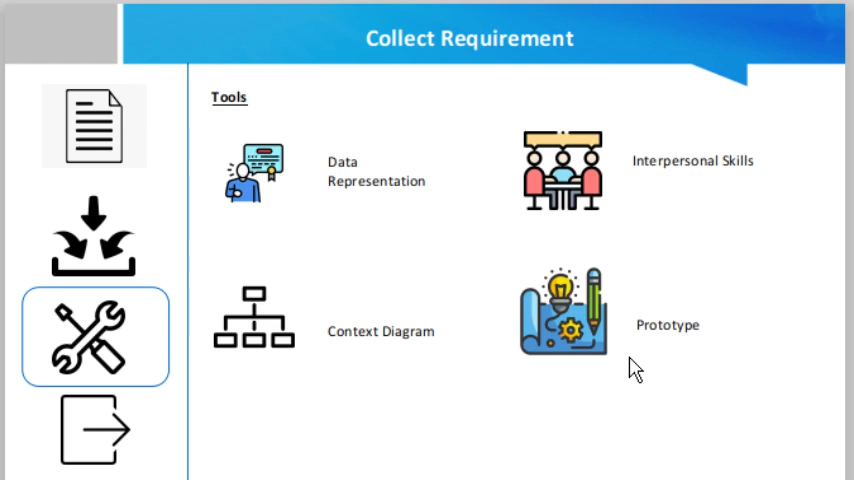 Collect Requirement
Tools
Data
Representation
Interpersonal Skills
Context Diagram
Prototype